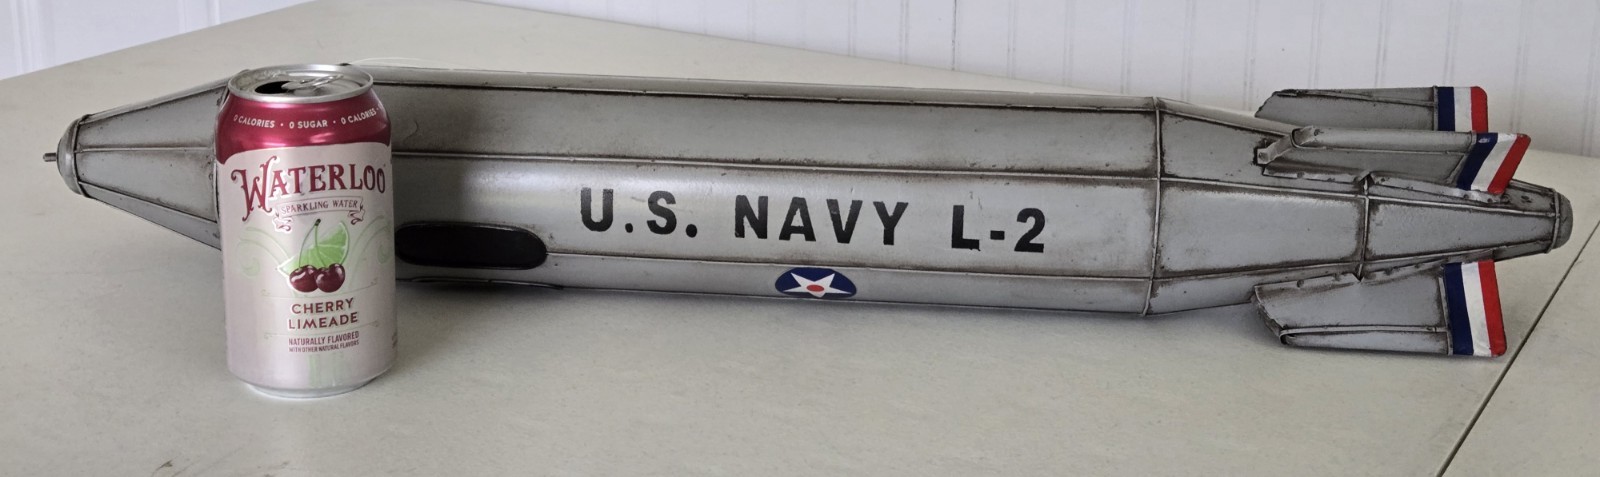 0 CALORIES • 0 SUGAR • 0 CALORIES
WATERLOO
SPARKLING WATER
CHERRY
LIMEADE
NATURALLY FLAVORED
WITH OTHER NATURAL FLAVORS
U.S. NAVY L-2